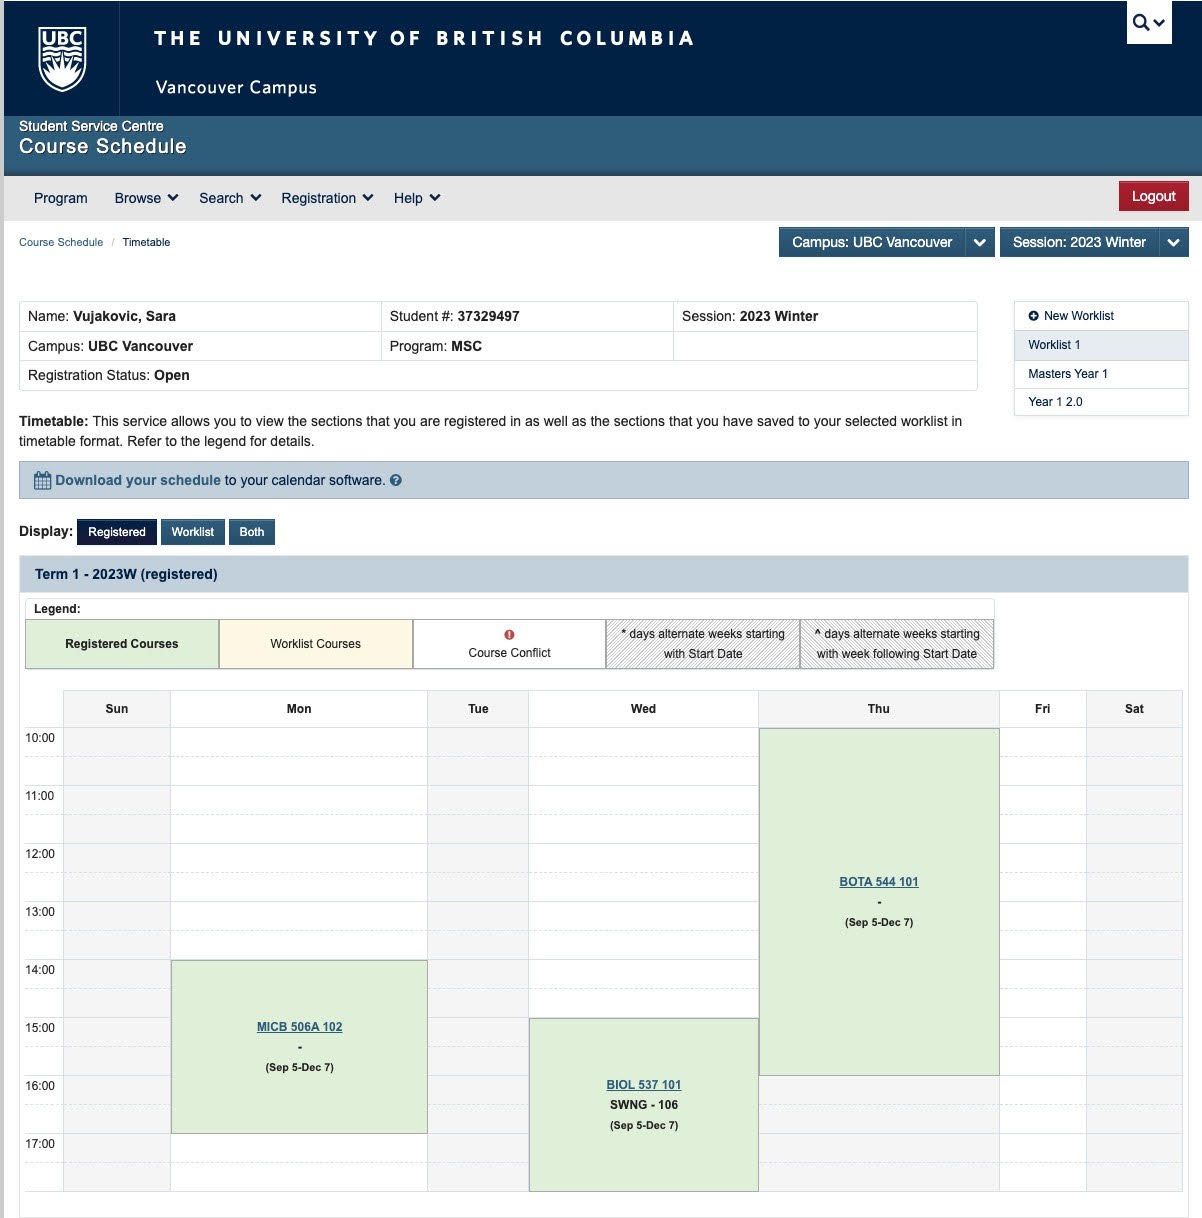 UBC
THE UNIVERSITY OF BRITISH COLUMBIA
Vancouver Campus
Student Service Centre
Course Schedule
Program Browse Search Registration Help Logout
Course Schedule / Timetable Campus: UBC Vancouver Session: 2023 Winter
Name: Vujakovic, Sara Student #: 37329497 Session: 2023 Winter
Campus: UBC Vancouver Program: MSC
Registration Status: Open
New Worklist
Worklist 1
Masters Year 1
Year 1 2.0
Timetable: This service allows you to view the sections that you are registered in as well as the sections that you have saved to your selected worklist in
timetable format. Refer to the legend for details.
Download your schedule to your calendar software. ?
Display: Registered Worklist Both
Term 1 - 2023W (registered)
Legend:
Registered Courses
Worklist Courses
!
Course Conflict
* days alternate weeks starting
with Start Date
^ days alternate weeks starting
with week following Start Date
Sun Mon Tue Wed Thu Fri Sat
10:00
11:00
12:00
13:00
14:00
15:00
16:00
17:00
MICB 506A 102
-
(Sep 5-Dec 7)
BIOL 537 101
SWNG - 106
(Sep 5-Dec 7)
BOTA 544 101
-
(Sep 5-Dec 7)